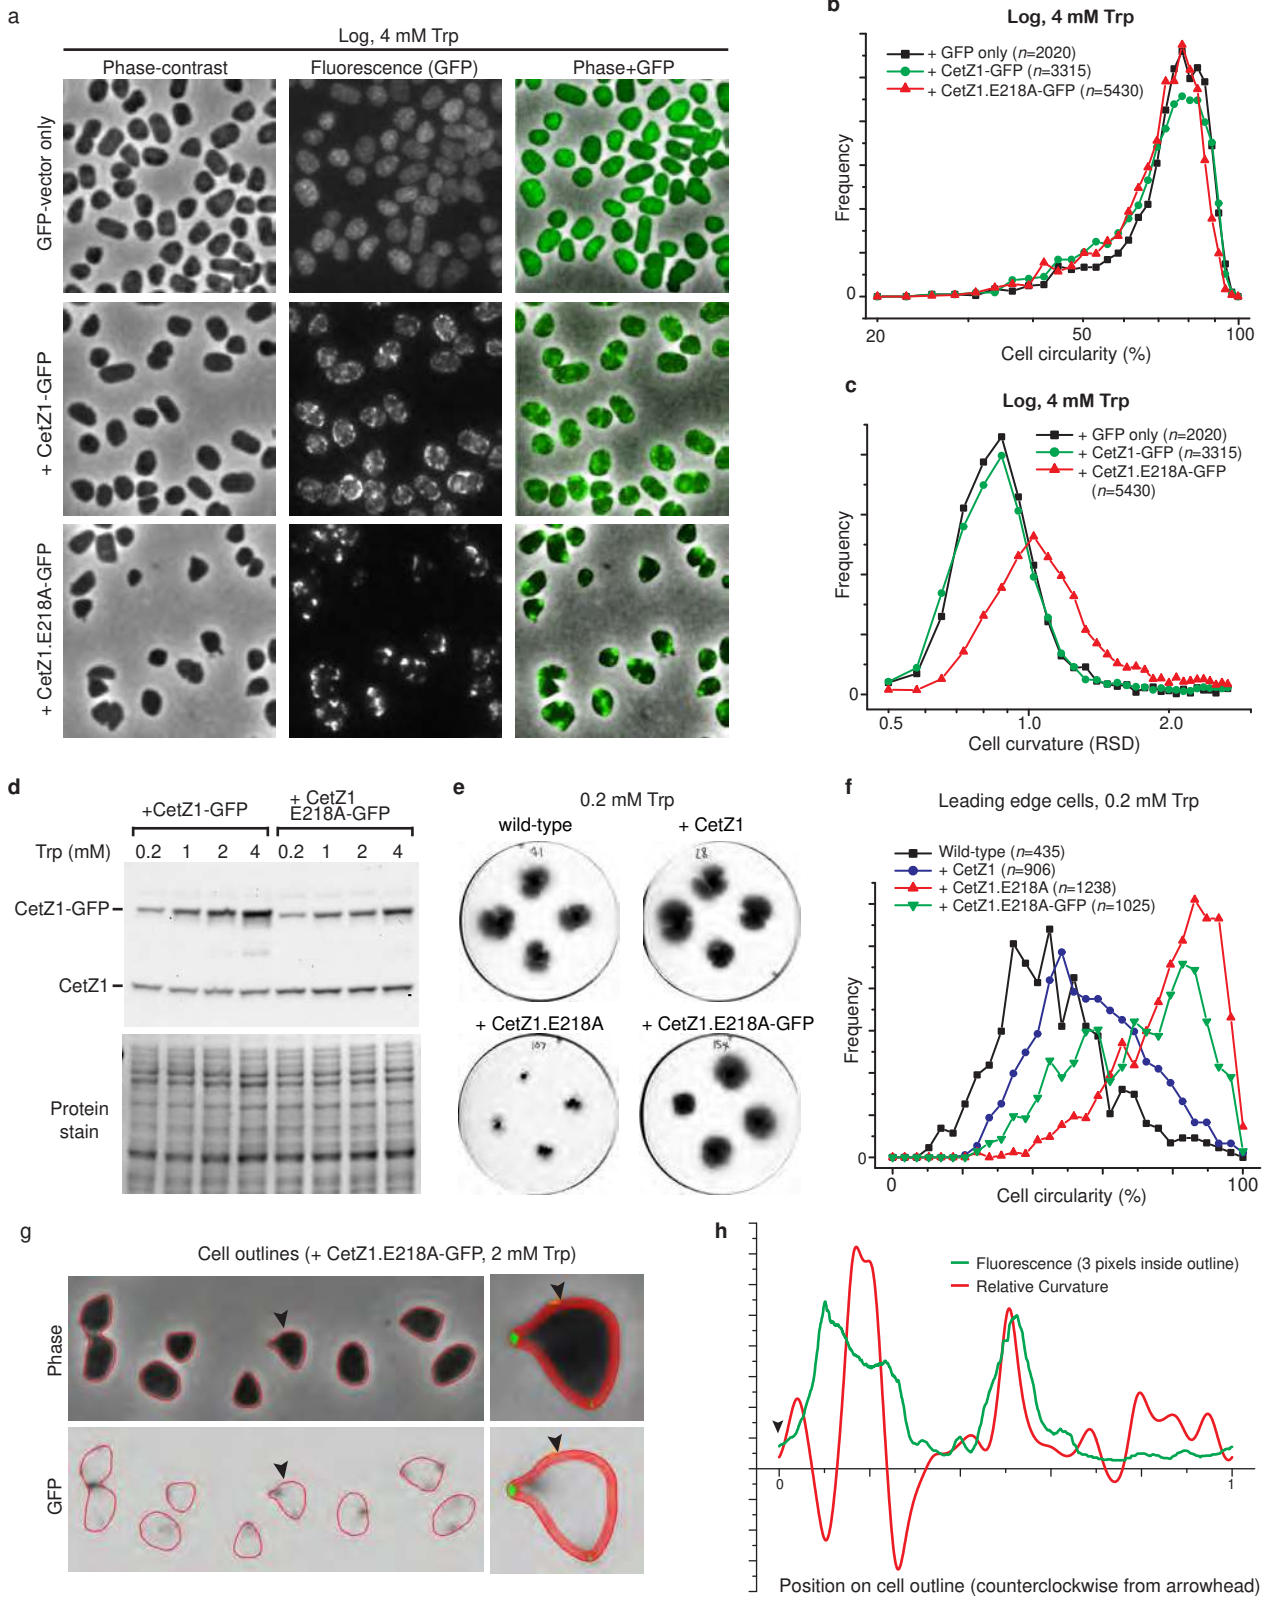 a
Log, 4 mM Trp
Phase-contrast
Fluorescence (GFP)
Phase+GFP
GFP-vector only
+ CetZ1-GFP
+ CetZ1.E218A-GFP
b
Log, 4 mM Trp
+ GFP only (n=2020)
+ CetZ1-GFP (n=3315)
+ CetZ1.E218A-GFP (n=5430)
Frequency
0
20
50
100
Cell circularity (%)
c
Log, 4 mM Trp
+ GFP only (n=2020)
+ CetZ1-GFP (n=3315)
+ CetZ1.E218A-GFP
(n=5430)
Frequency
0
0.5
1.0
2.0
Cell curvature (RSD)
d
+CetZ1-GFP
+ CetZ1
E218A-GFP
Trp (mM)
0.2 1 2 4 0.2 1 2 4
CetZ1-GFP
CetZ1
Protein
stain
e
0.2 mM Trp
wild-type
+ CetZ1
41
28
+ CetZ1.E218A
+ CetZ1.E218A-GFP
107
154
f
Leading edge cells, 0.2 mM Trp
Wild-type (n=435)
+ CetZ1 (n=906)
+ CetZ1.E218A (n=1238)
+ CetZ1.E218A-GFP (n=1025)
Frequency
0
0
100
Cell circularity (%)
g
Cell outlines (+ CetZ1.E218A-GFP, 2 mM Trp)
Phase
GFP
h
Fluorescence (3 pixels inside outline)
Relative Curvature
0
1
Position on cell outline (counterclockwise from arrowhead)